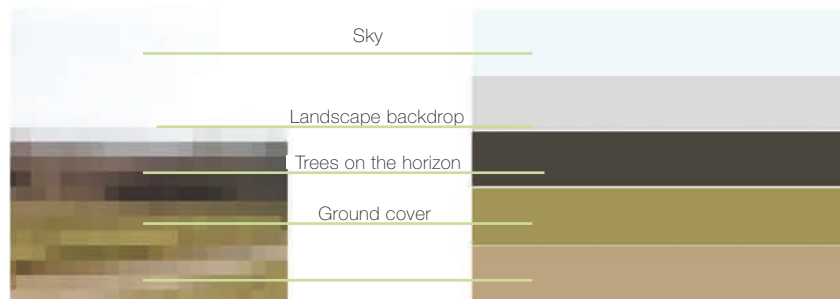 Sky
Landscape backdrop
Trees on the horizon
Ground cover